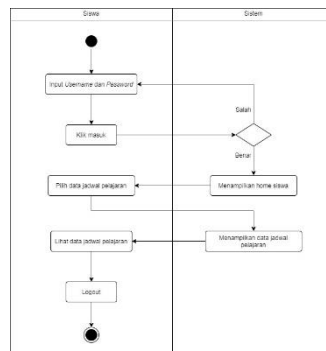 Siswa
Sistem
Input Username dan Password
Salah
Klik masuk
Benar
Pilih data jadwal pelajaran
Menampilkan home siswa
Menampilkan data jadwal
pelajaran
Lihat data jadwal pelajaran
Logout